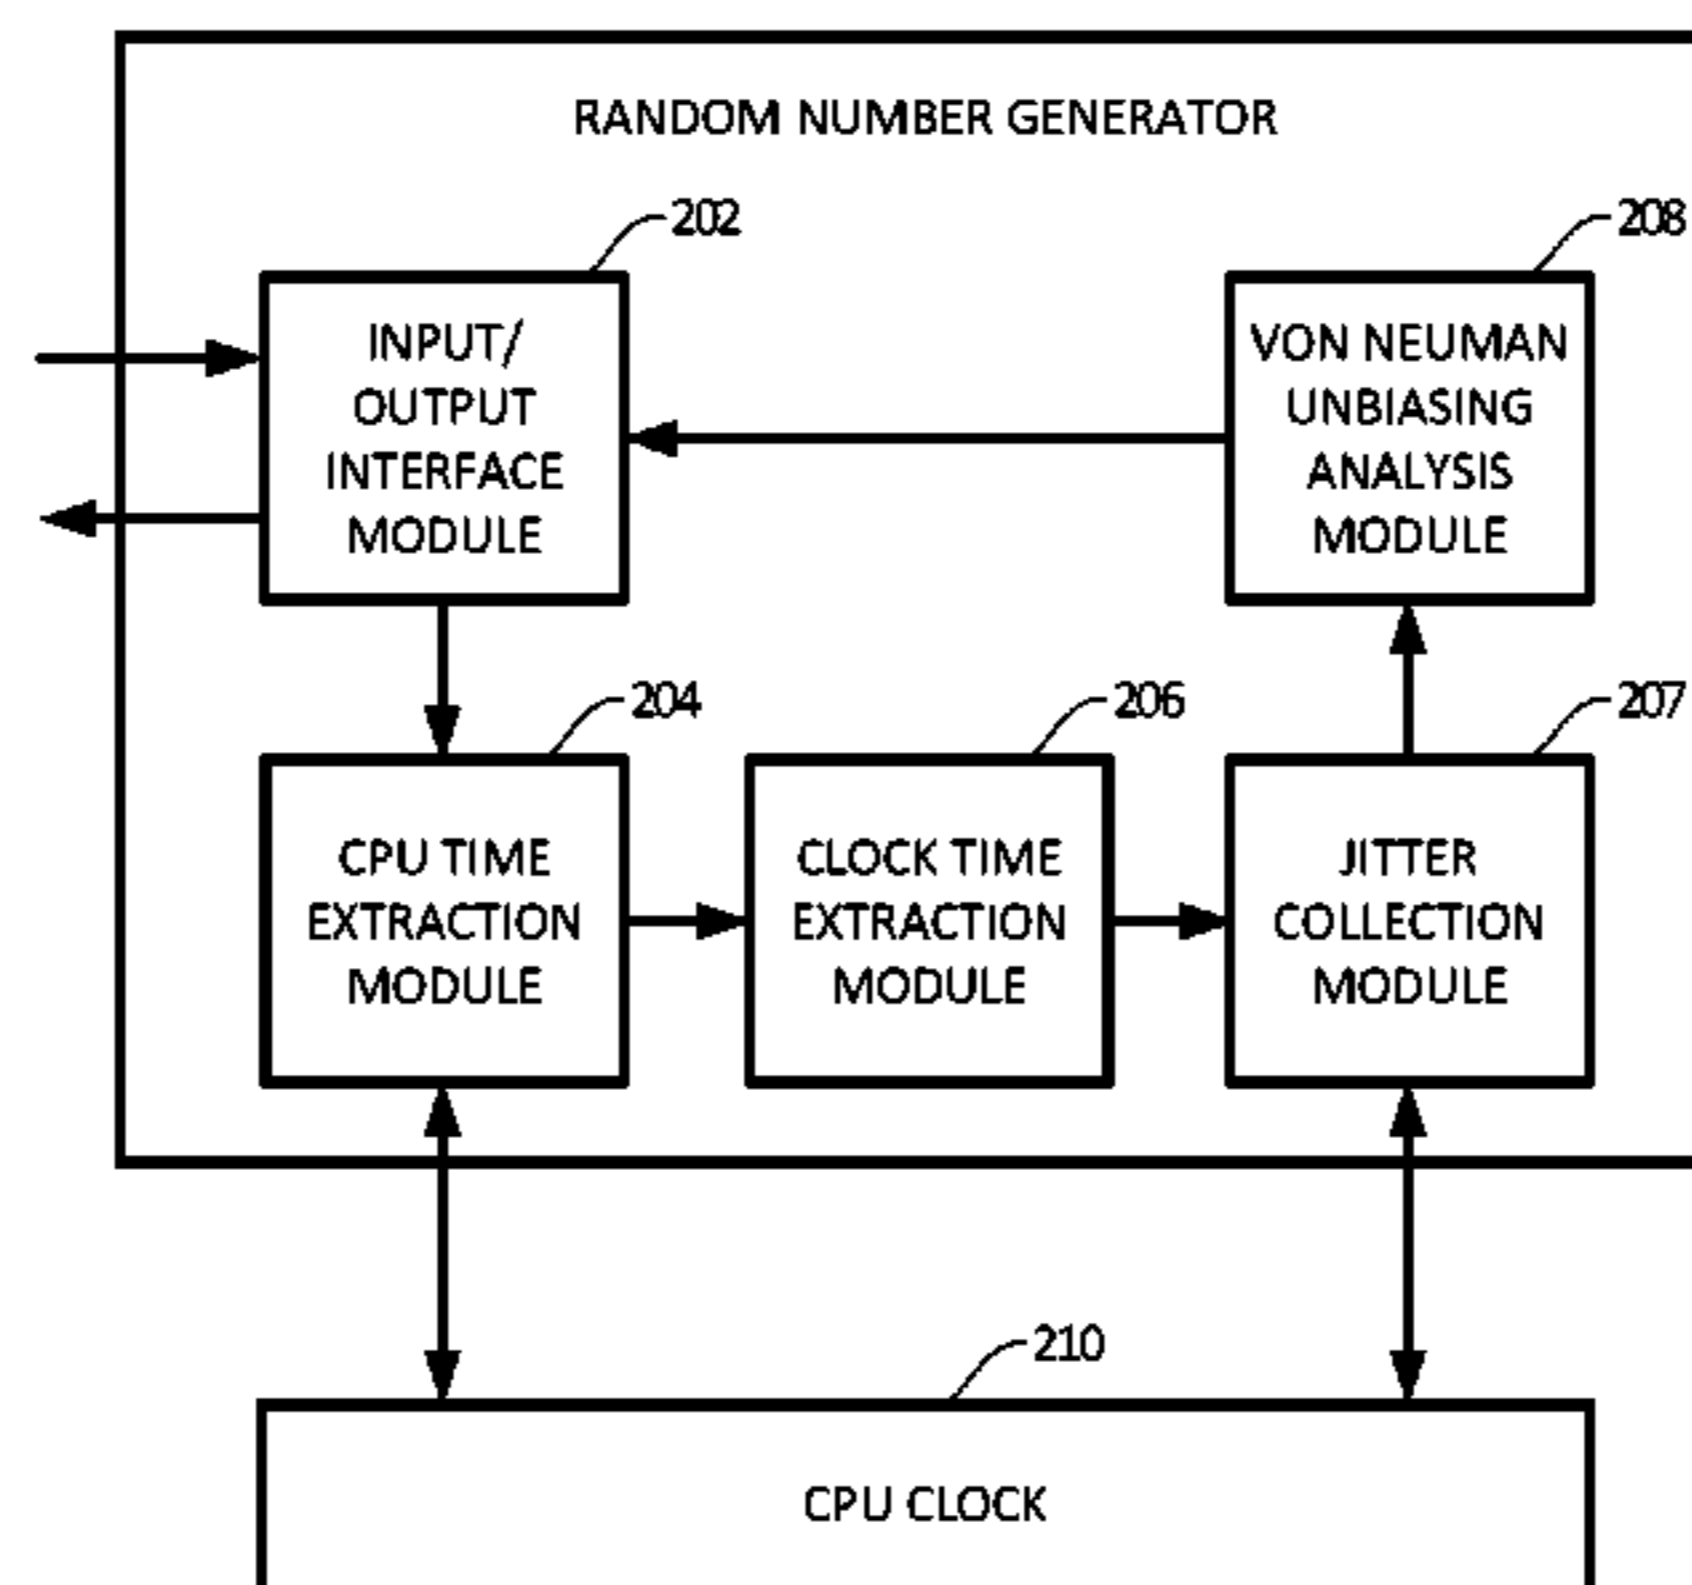 RANDOM NUMBER GENERATOR
202
208
INPUT/
OUTPUT
INTERFACE
MODULE
VON NEUMAN
UNBIASING
ANALYSIS
MODULE
204
206
207
CPU TIME
EXTRACTION
MODULE
CLOCK TIME
EXTRACTION
MODULE
JITTER
COLLECTION
MODULE
210
CPU CLOCK